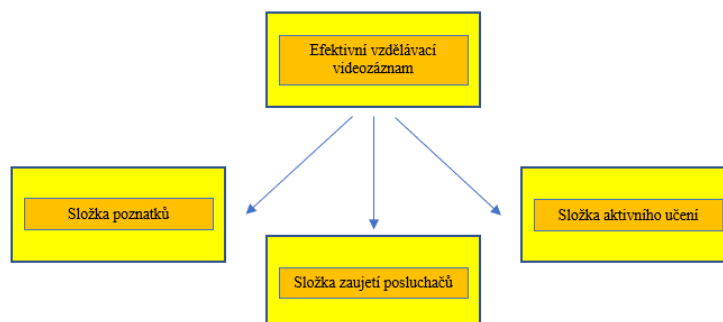 Efektivní vzdělávací
videozáznam
Složka poznatků
Složka zaujetí posluchačů
Složka aktivního učení